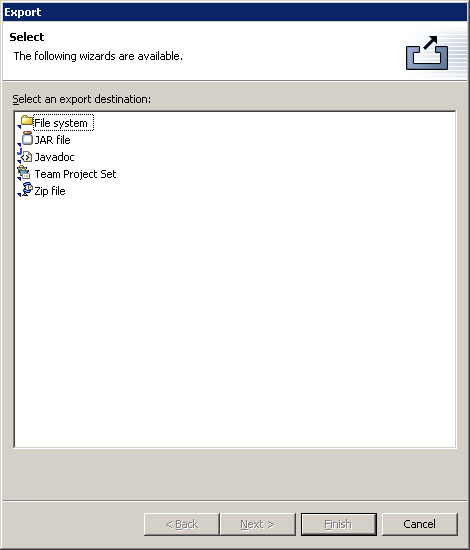 Export
Select
The following wizards are available.
Select an export destination:
File system
JAR file
Javadoc
Team Project Set
Zip file
< Back Next > Finish Cancel